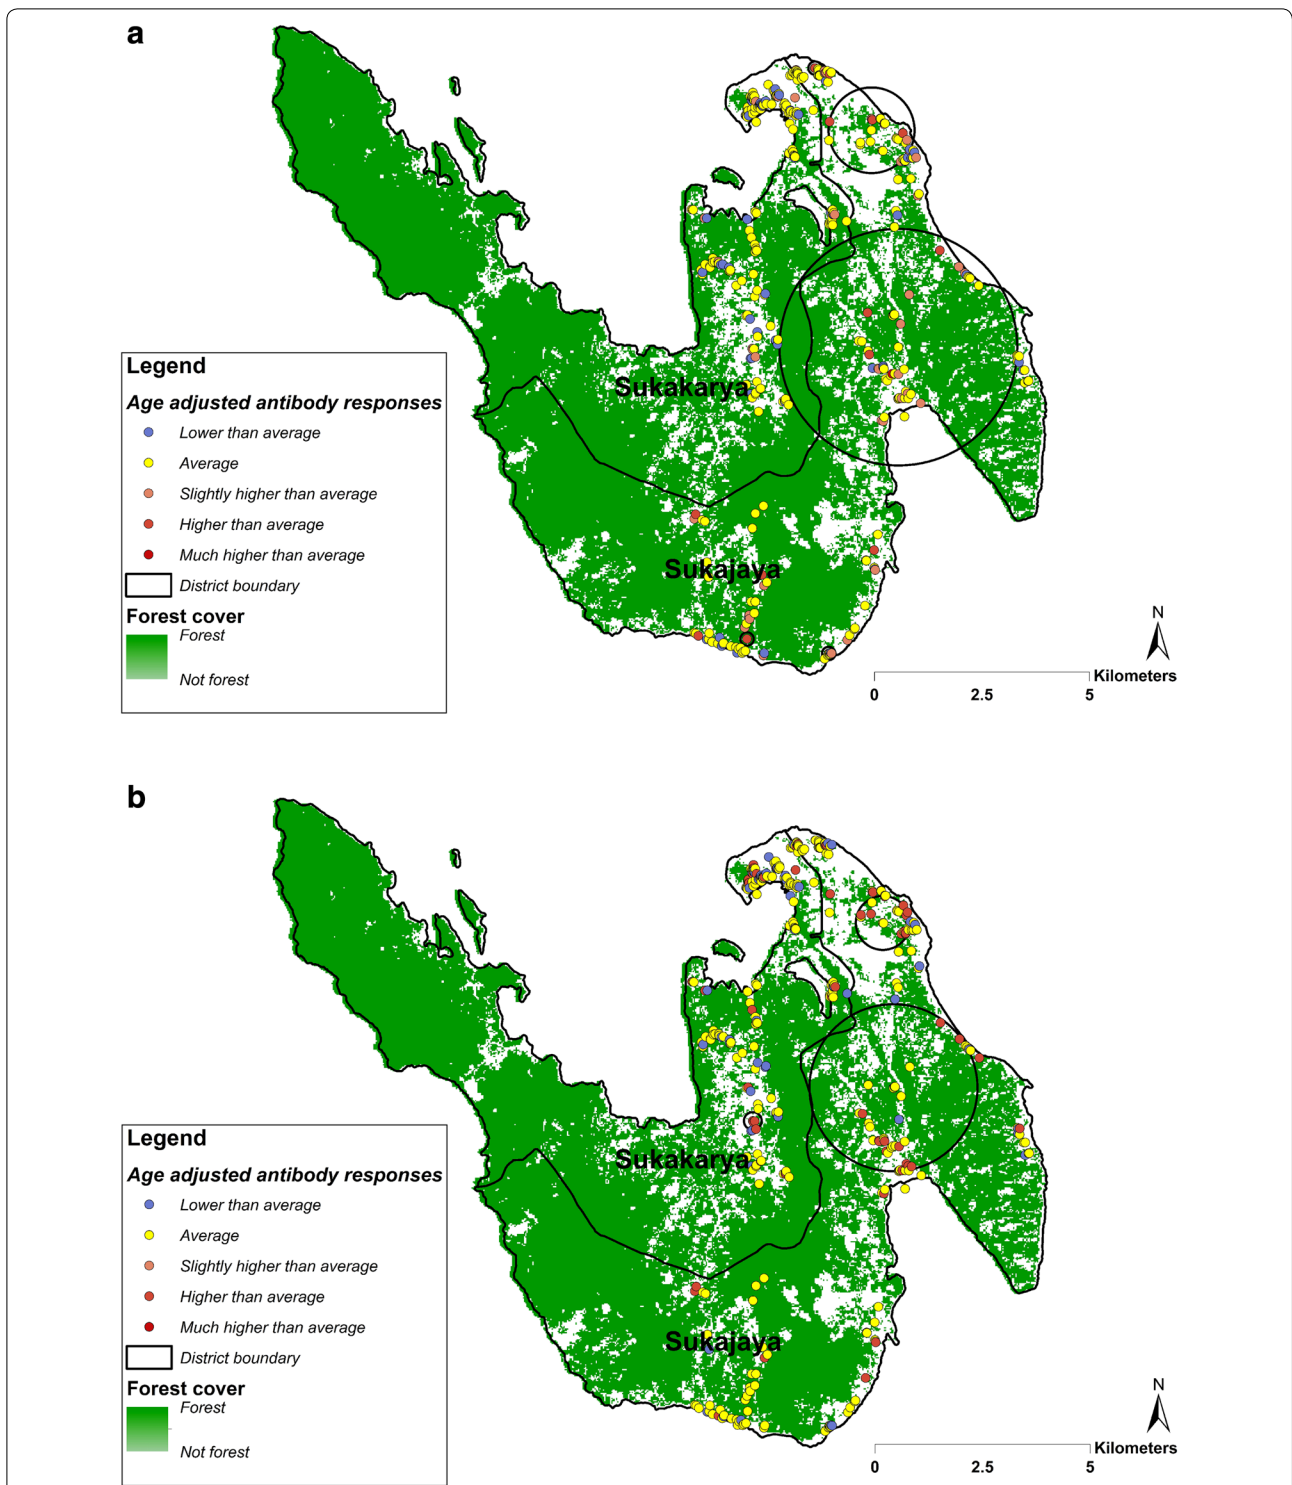 a
Sukakarya
Sukajaya
Legend
Age adjusted antibody responses
Lower than average
Average
Slightly higher than average
Higher than average
Much higher than average
District boundary
Forest cover
Forest
Not forest
N
Kilometers
0 2.5 5
b
Sukakarya
Sukajaya
Legend
Age adjusted antibody responses
Lower than average
Average
Slightly higher than average
Higher than average
Much higher than average
District boundary
Forest cover
Forest
Not forest
N
Kilometers
0 2.5 5